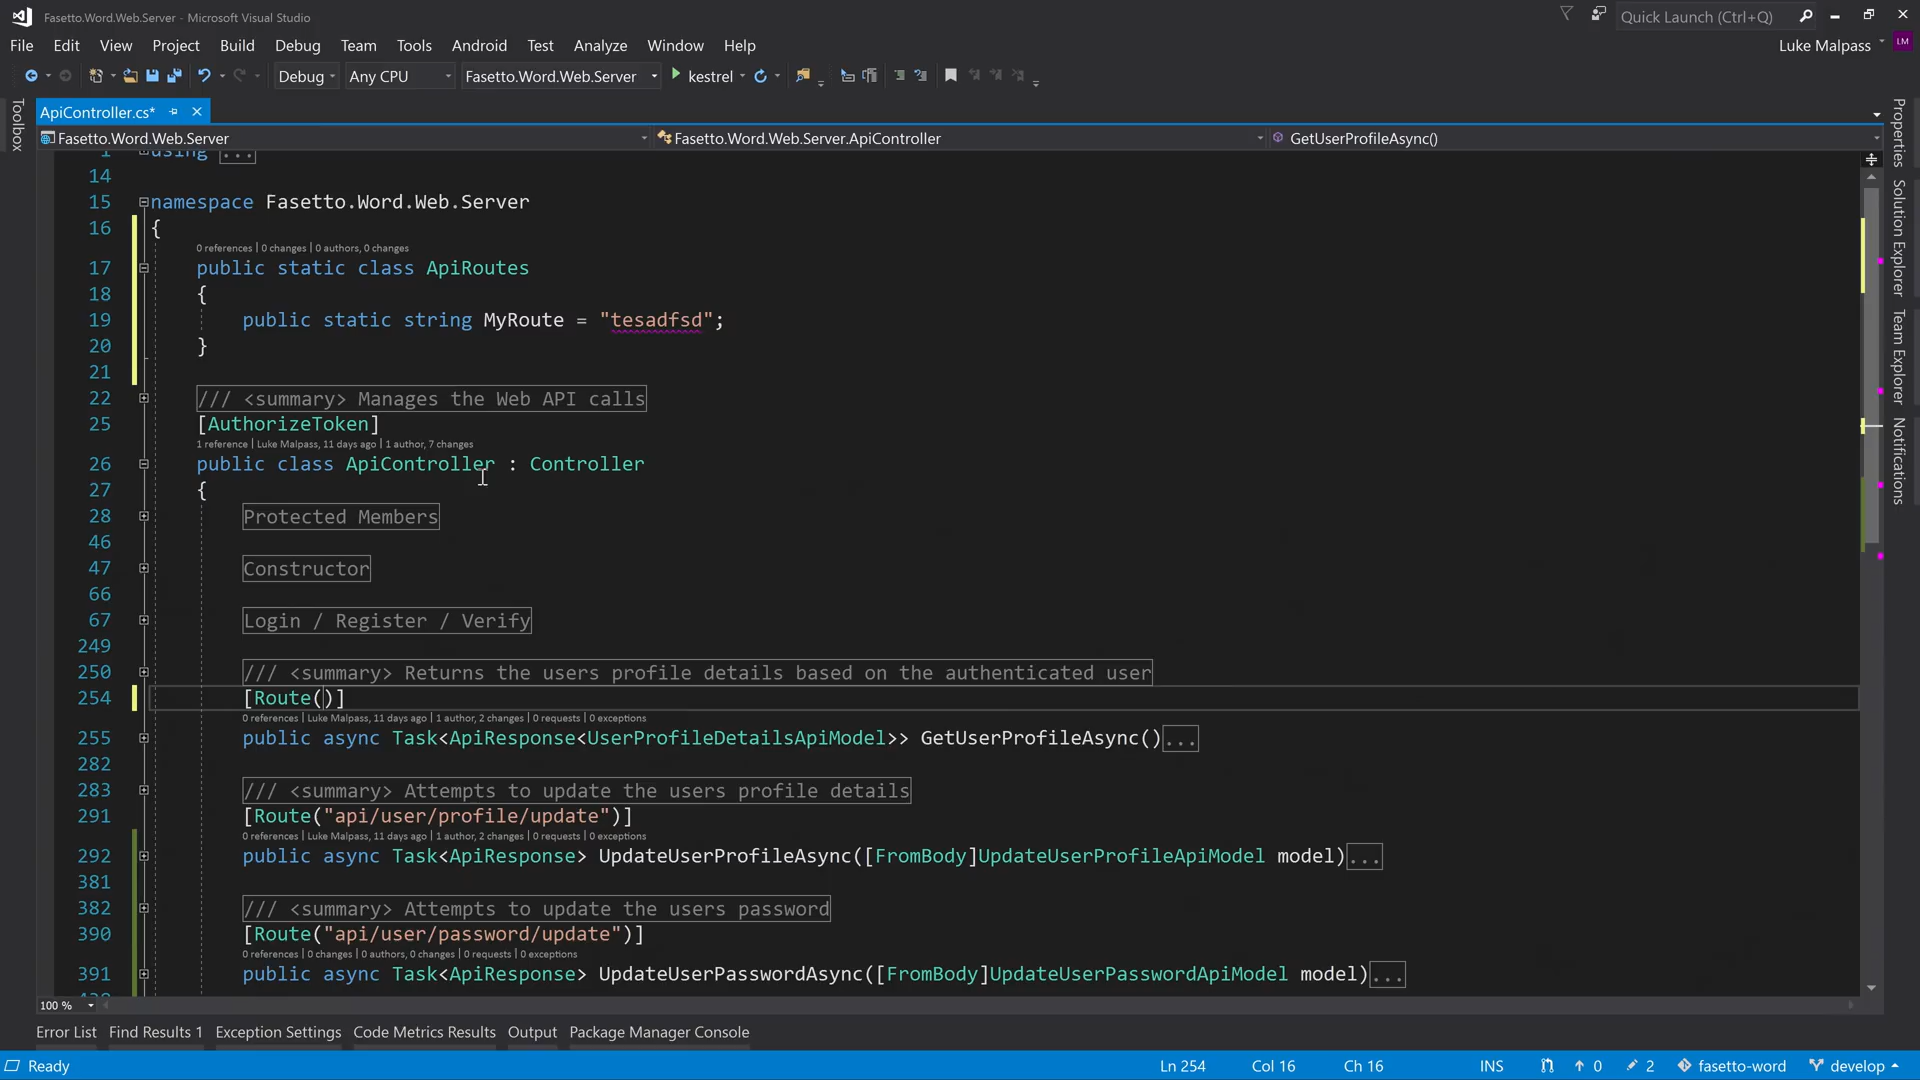 Fasetto.Word.Web.Server - Microsoft Visual Studio
Quick Launch (Ctrl+Q)
File Edit View Project Build Debug Team Tools Android Test Analyze Window Help
Luke Malpass LM
Debug Any CPU Fasetto.Word.Web.Server kestrel
ApiController.cs*
Fasetto.Word.Web.Server Fasetto.Word.Web.Server.ApiController GetUserProfileAsync()
Toolbox
Properties
Solution Explorer
Team Explorer
Notifications
1 using ...
14
15 namespace Fasetto.Word.Web.Server
16 {
0 references | 0 changes | 0 authors, 0 changes
17 public static class ApiRoutes
18 {
19 public static string MyRoute = "tesadfsd";
20 }
21
22 /// <summary> Manages the Web API calls
25 [AuthorizeToken]
1 reference | Luke Malpass, 11 days ago | 1 author, 7 changes
26 public class ApiController : Controller
27 {
28 Protected Members
46
47 Constructor
66
67 Login / Register / Verify
249
250 /// <summary> Returns the users profile details based on the authenticated user
254 [Route()]
0 references | Luke Malpass, 11 days ago | 1 author, 2 changes | 0 requests | 0 exceptions
255 public async Task<ApiResponse<UserProfileDetailsApiModel>> GetUserProfileAsync()...
282
283 /// <summary> Attempts to update the users profile details
291 [Route("api/user/profile/update")]
0 references | Luke Malpass, 11 days ago | 1 author, 2 changes | 0 requests | 0 exceptions
292 public async Task<ApiResponse> UpdateUserProfileAsync([FromBody]UpdateUserProfileApiModel model)...
381
382 /// <summary> Attempts to update the users password
390 [Route("api/user/password/update")]
0 references | 0 changes | 0 authors, 0 changes | 0 requests | 0 exceptions
391 public async Task<ApiResponse> UpdateUserPasswordAsync([FromBody]UpdateUserPasswordApiModel model)...
100 %
Error List Find Results 1 Exception Settings Code Metrics Results Output Package Manager Console
Ready Ln 254 Col 16 Ch 16 INS 0 2 fasetto-word develop